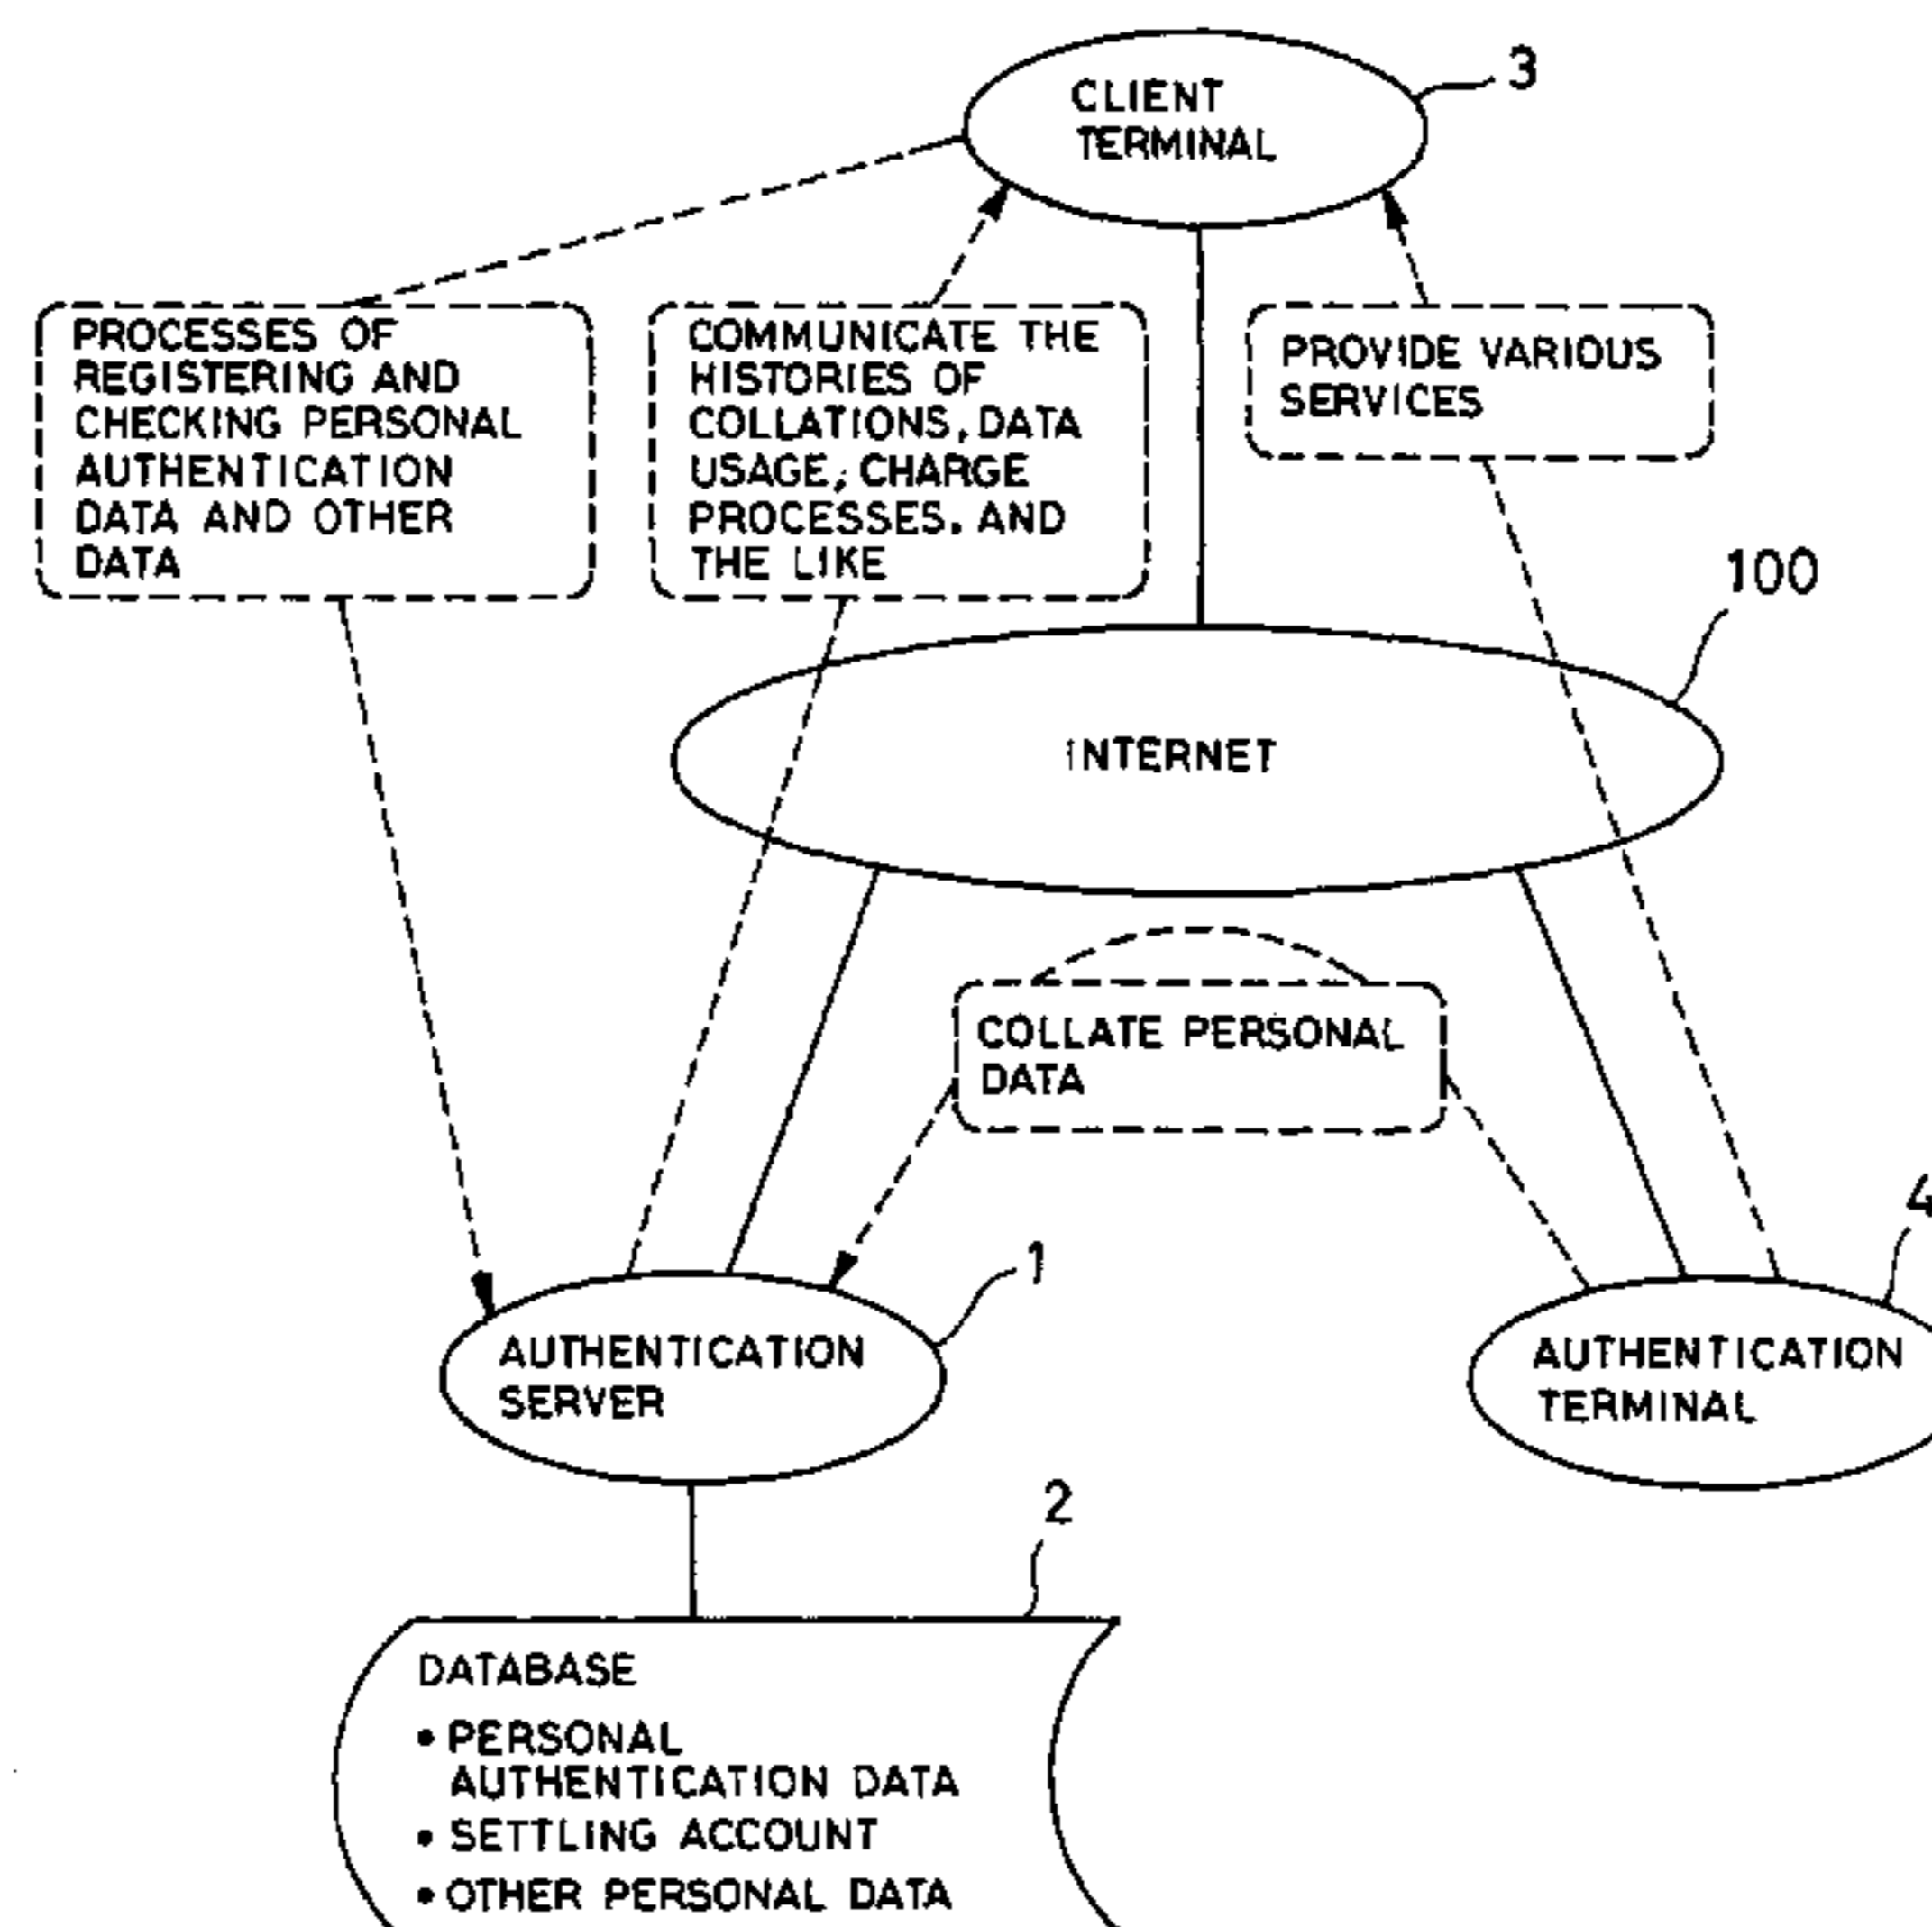 3
CLIENT
TERMINAL
PROCESSES OF
REGISTERING AND
CHECKING PERSONAL
AUTHENTICATION
DATA AND OTHER
DATA
COMMUNICATE THE
HISTORIES OF
COLLATIONS, DATA
USAGE, CHARGE
PROCESSES, AND
THE LIKE
PROVIDE VARIOUS
SERVICES
100
INTERNET
COLLATE PERSONAL
DATA
1
AUTHENTICATION
SERVER
4
AUTHENTICATION
TERMINAL
2
DATABASE
• PERSONAL
AUTHENTICATION DATA
• SETTLING ACCOUNT
• OTHER PERSONAL DATA